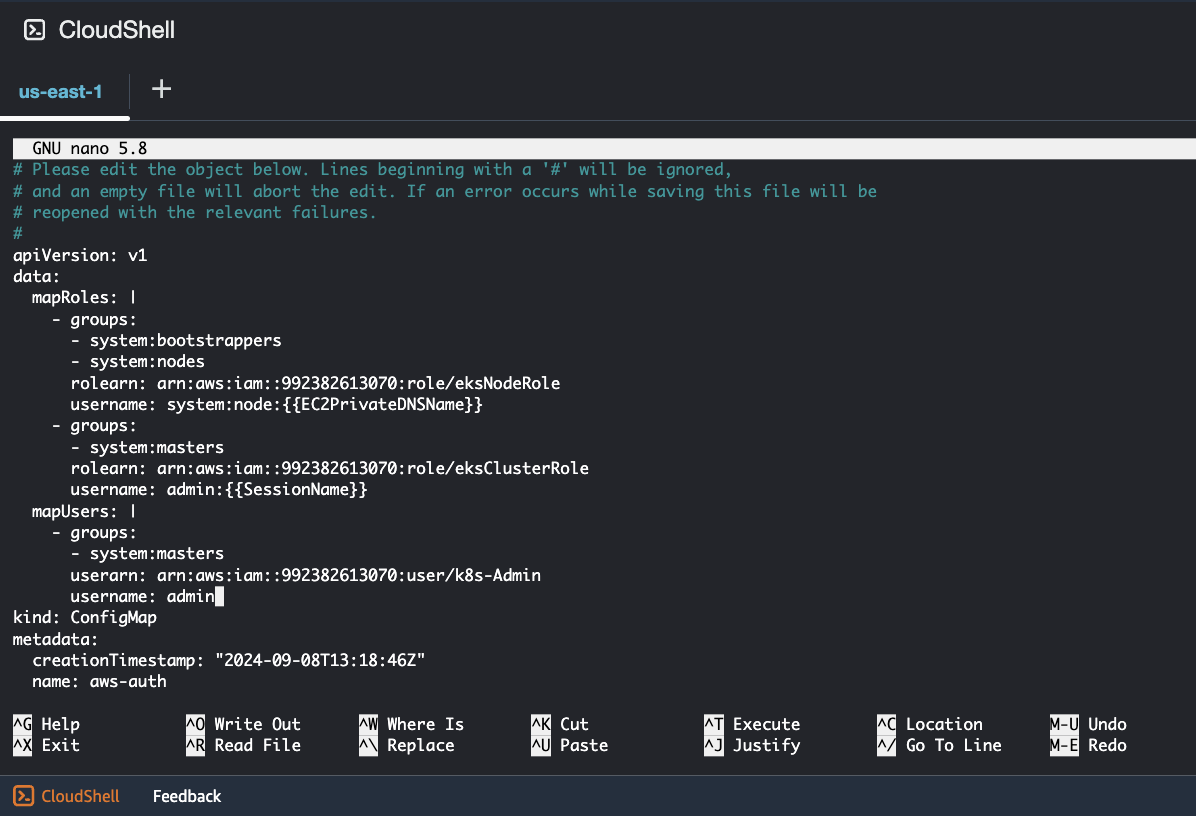 CloudShell
us-east-1 +
GNU nano 5.8
# Please edit the object below. Lines beginning with a '#' will be ignored,
# and an empty file will abort the edit. If an error occurs while saving this file will be
# reopened with the relevant failures.
#
apiVersion: v1
data:
  mapRoles: |
    - groups:
      - system:bootstrappers
      - system:nodes
      rolearn: arn:aws:iam::992382613070:role/eksNodeRole
      username: system:node:{{EC2PrivateDNSName}}
    - groups:
      - system:masters
      rolearn: arn:aws:iam::992382613070:role/eksClusterRole
      username: admin:{{SessionName}}
  mapUsers: |
    - groups:
      - system:masters
      userarn: arn:aws:iam::992382613070:user/k8s-Admin
      username: admin
kind: ConfigMap
metadata:
  creationTimestamp: "2024-09-08T13:18:46Z"
  name: aws-auth
^G Help ^O Write Out ^W Where Is ^K Cut ^T Execute ^C Location M-U Undo
^X Exit ^R Read File ^\ Replace ^U Paste ^J Justify ^/ Go To Line M-E Redo
CloudShell Feedback